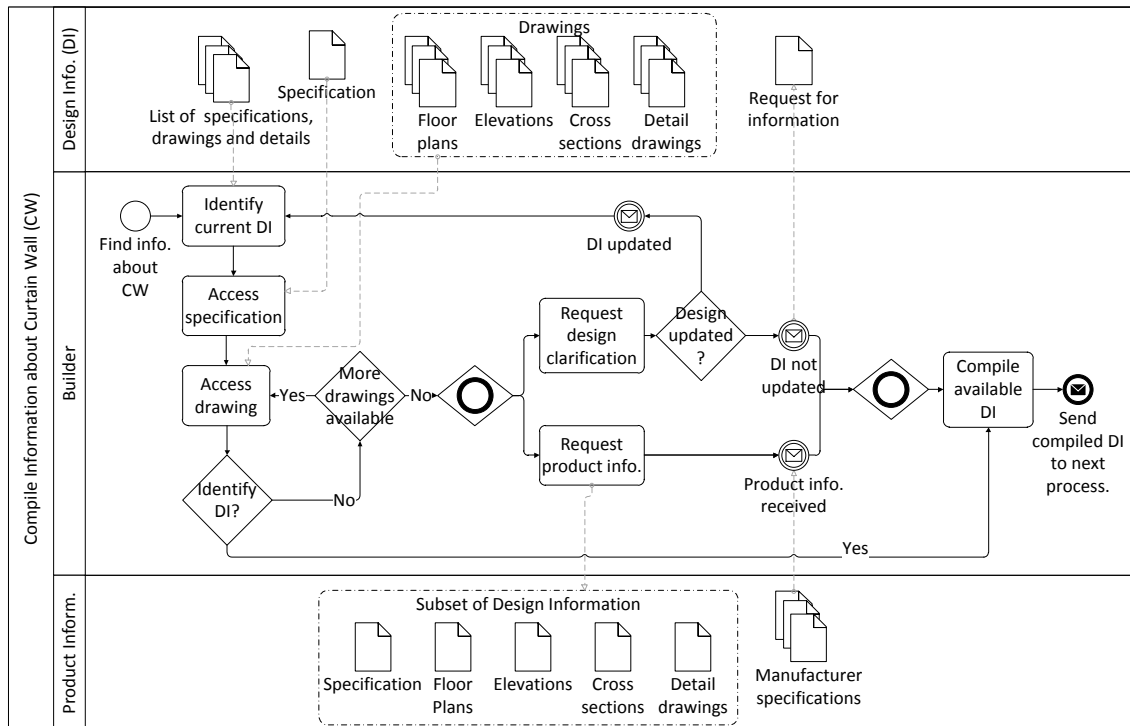 Compile Information about Curtain Wall (CW)
Design Info. (DI)
List of specifications,
drawings and details
Specification
Drawings
Floor
plans
Elevations
Cross
sections
Detail
drawings
Request for
information
Builder
Find info.
about
CW
Identify
current DI
Access
specification
Access
drawing
Identify
DI?
Yes
More
drawings
available
No
No
Request
design
clarification
Request
product info.
Design
updated
?
DI updated
DI not
updated
Product info.
received
Compile
available
DI
Send
compiled DI
to next
process.
Yes
Product Inform.
Subset of Design Information
Specification
Floor
Plans
Elevations
Cross
sections
Detail
drawings
Manufacturer
specifications